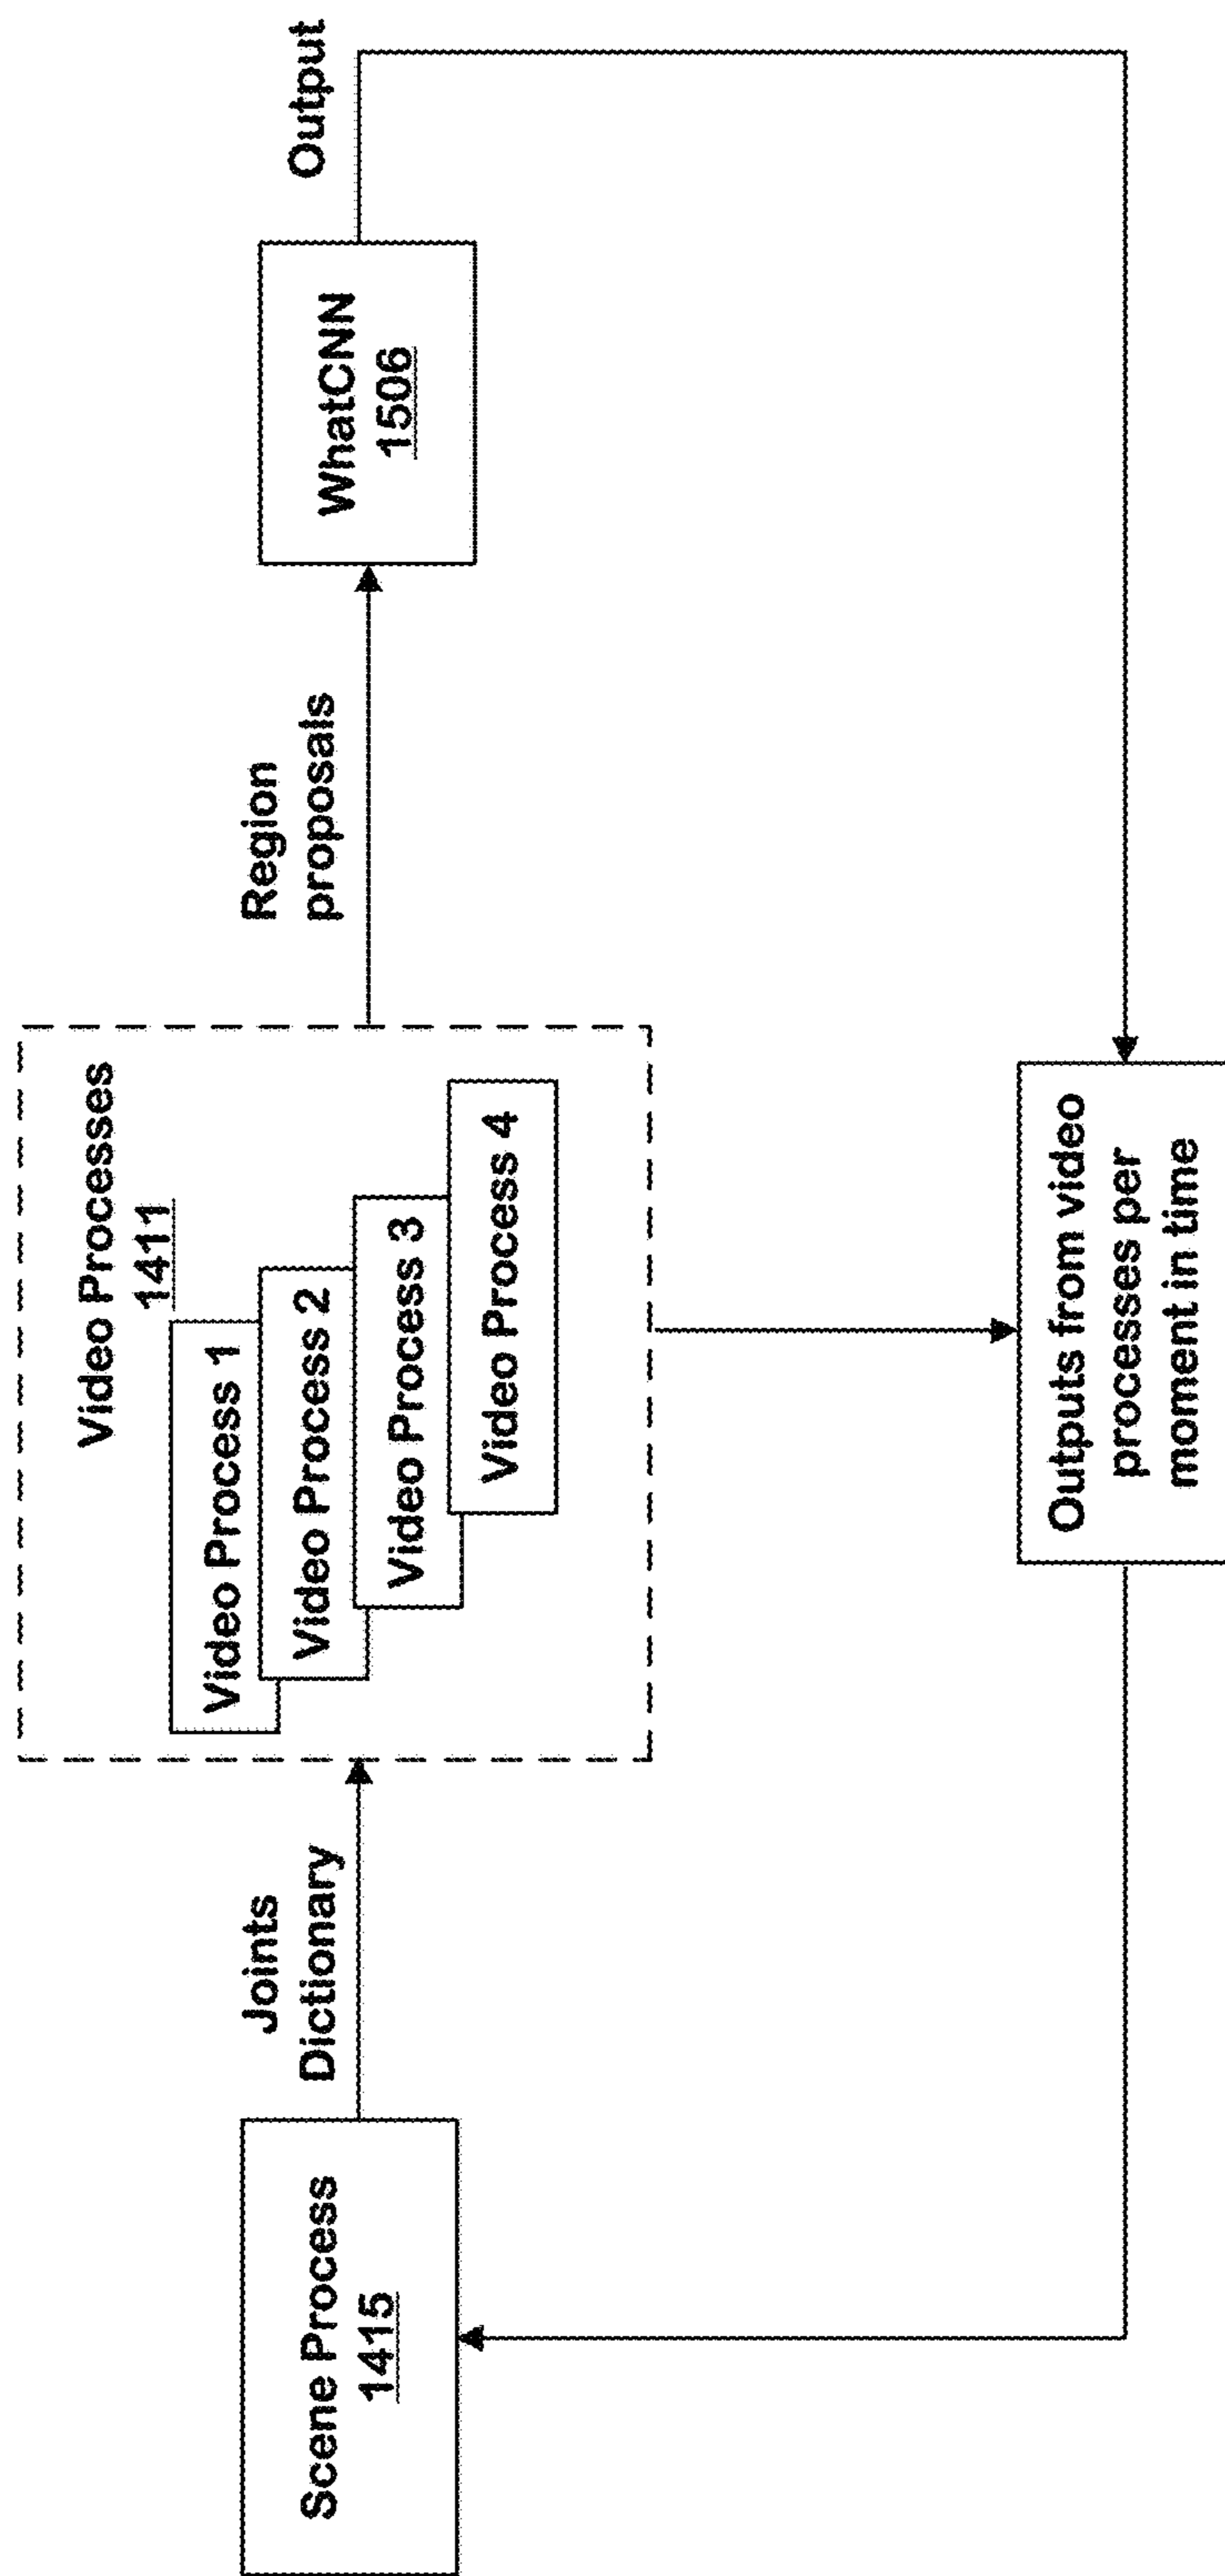 Scene Process
1415
Joints
Dictionary
Video Processes
1411
Video Process 1
Video Process 2
Video Process 3
Video Process 4
Region
proposals
WhatCNN
1506
Output
Outputs from video
processes per
moment in time